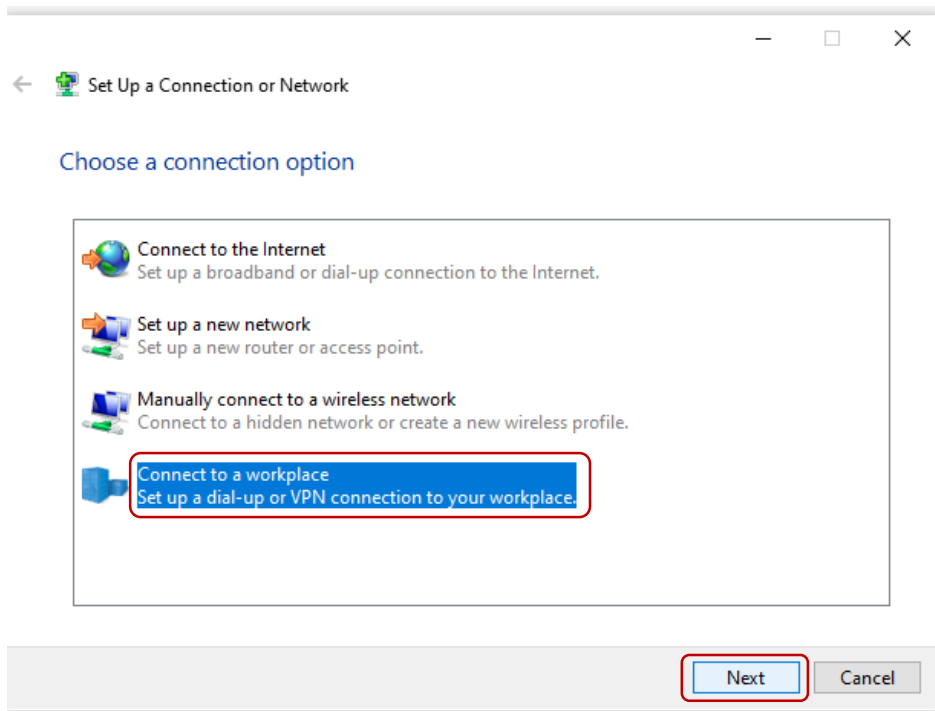 Set Up a Connection or Network
Choose a connection option
Connect to the Internet
Set up a broadband or dial-up connection to the Internet.
Set up a new network
Set up a new router or access point.
Manually connect to a wireless network
Connect to a hidden network or create a new wireless profile.
Connect to a workplace
Set up a dial-up or VPN connection to your workplace.
Next
Cancel